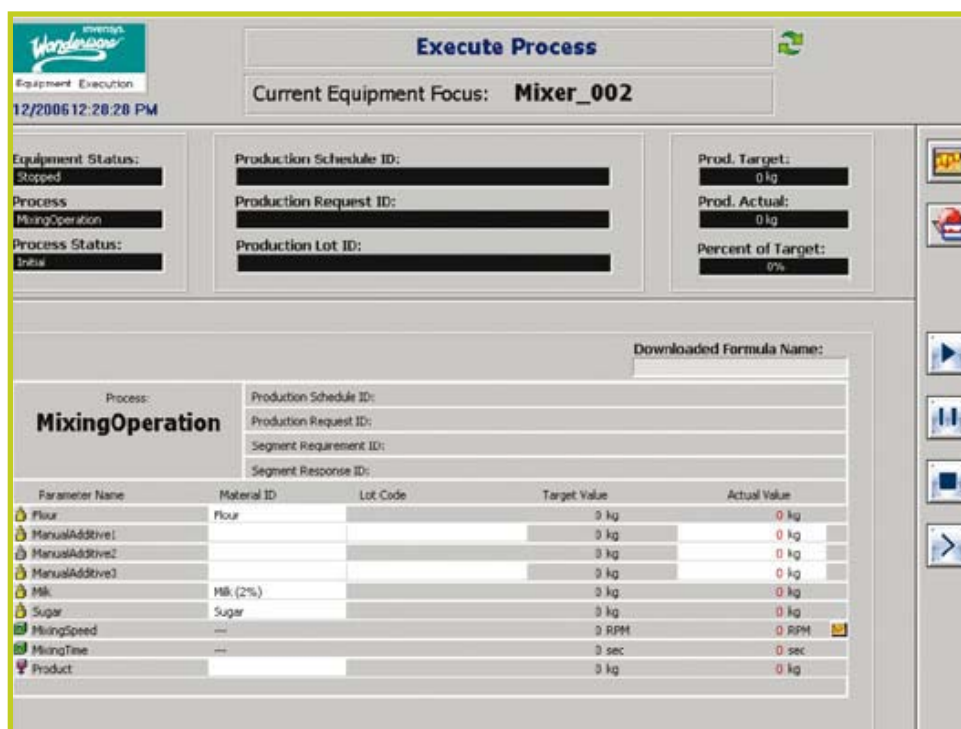 invensys
Wonderware
Equipment Execution
12/2006 12:28:28 PM
Execute Process
Current Equipment Focus: Mixer_002
Equipment Status:
Stopped
Process
MixingOperation
Process Status:
Initial
Production Schedule ID:
Production Request ID:
Production Lot ID:
Prod. Target:
0 kg
Prod. Actual:
0 kg
Percent of Target:
0%
Downloaded Formula Name:
Process:
MixingOperation
Production Schedule ID:
Production Request ID:
Segment Requirement ID:
Segment Response ID:
Parameter Name Material ID Lot Code Target Value Actual Value
Flour Flour 0 kg 0 kg
ManualAdditive1 0 kg 0 kg
ManualAdditive2 0 kg 0 kg
ManualAdditive3 0 kg 0 kg
Milk Milk (2%) 0 kg 0 kg
Sugar Sugar 0 kg 0 kg
MixingSpeed --- 0 RPM 0 RPM
MixingTime --- 0 sec 0 sec
Product 0 kg 0 kg